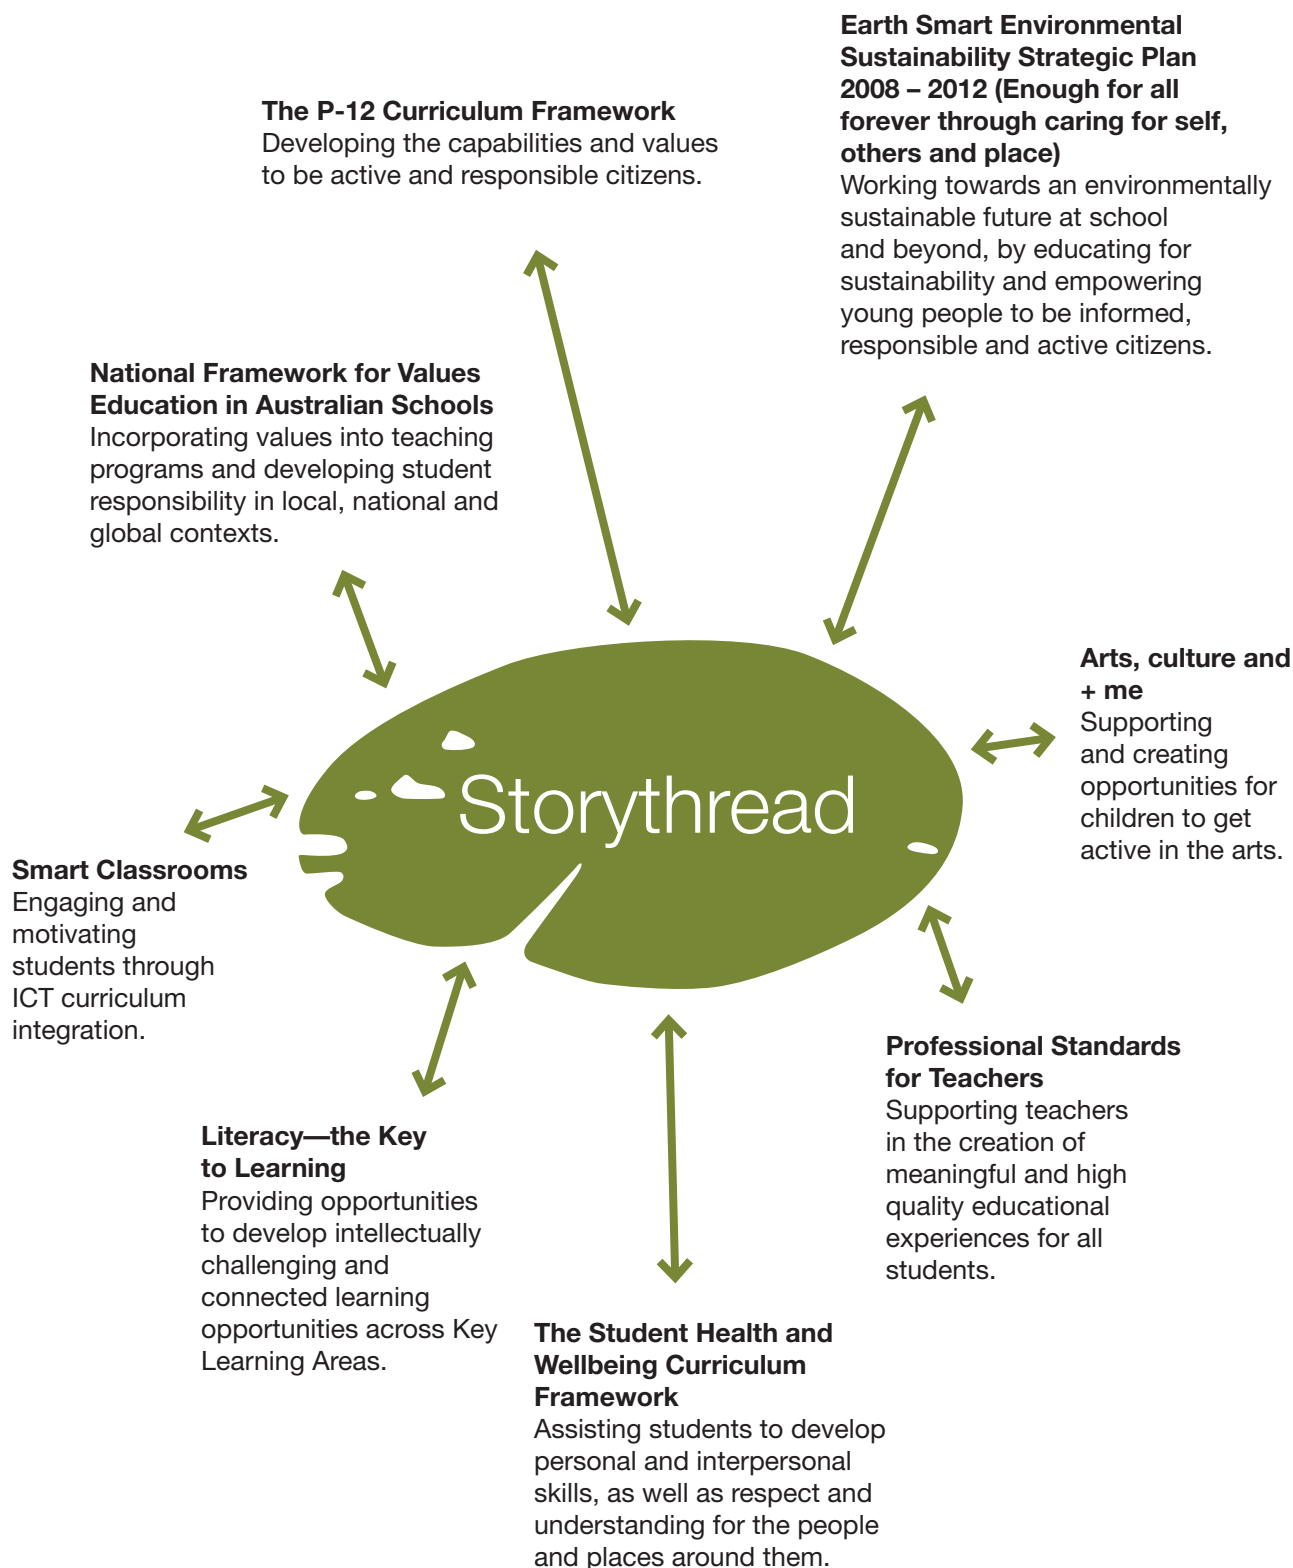 Earth Smart Environmental
Sustainability Strategic Plan
2008 – 2012 (Enough for all
forever through caring for self,
others and place)
Working towards an environmentally
sustainable future at school
and beyond, by educating for
sustainability and empowering
young people to be informed,
responsible and active citizens.
The P-12 Curriculum Framework
Developing the capabilities and values
to be active and responsible citizens.
National Framework for Values
Education in Australian Schools
Incorporating values into teaching
programs and developing student
responsibility in local, national and
global contexts.
Arts, culture and
+ me
Supporting
and creating
opportunities for
children to get
active in the arts.
Storythread
Smart Classrooms
Engaging and
motivating
students through
ICT curriculum
integration.
Professional Standards
for Teachers
Supporting teachers
in the creation of
meaningful and high
quality educational
experiences for all
students.
Literacy—the Key
to Learning
Providing opportunities
to develop intellectually
challenging and
connected learning
opportunities across Key
Learning Areas.
The Student Health and
Wellbeing Curriculum
Framework
Assisting students to develop
personal and interpersonal
skills, as well as respect and
understanding for the people
and places around them.